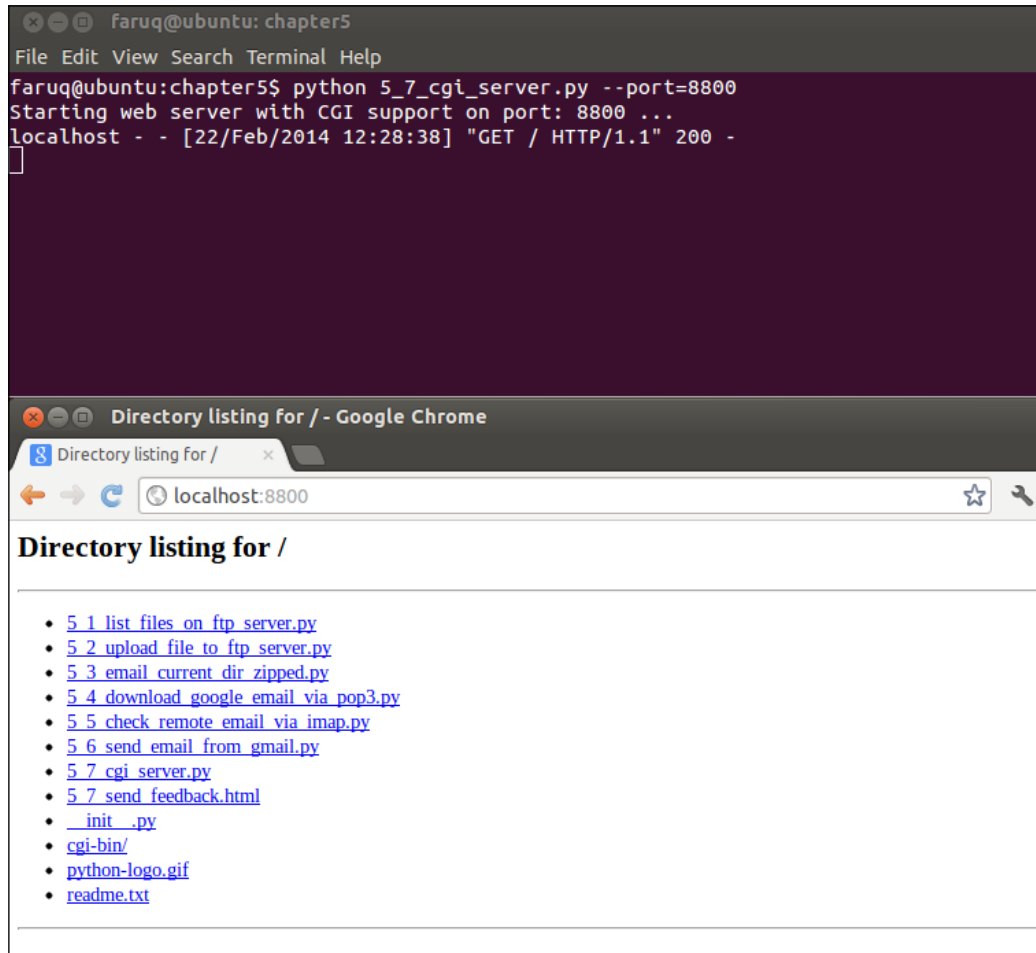 faruq@ubuntu: chapter5
File Edit View Search Terminal Help
faruq@ubuntu:chapter5$ python 5_7_cgi_server.py --port=8800
Starting web server with CGI support on port: 8800 ...
localhost - - [22/Feb/2014 12:28:38] "GET / HTTP/1.1" 200 -
Directory listing for / - Google Chrome
Directory listing for /
localhost:8800
Directory listing for /
5_1_list_files_on_ftp_server.py
5_2_upload_file_to_ftp_server.py
5_3_email_current_dir_zipped.py
5_4_download_google_email_via_pop3.py
5_5_check_remote_email_via_imap.py
5_6_send_email_from_gmail.py
5_7_cgi_server.py
5_7_send_feedback.html
__init__.py
cgi-bin/
python-logo.gif
readme.txt